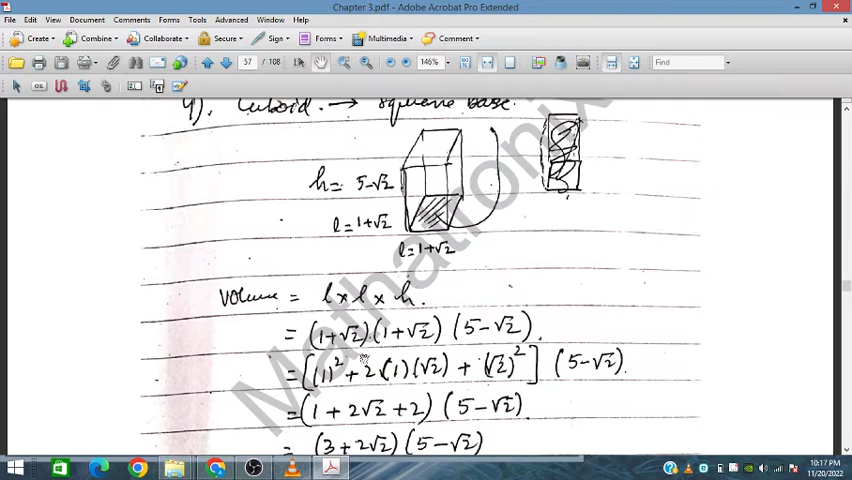 Chapter 3.pdf - Adobe Acrobat Pro Extended
File Edit View Document Comments Forms Tools Advanced Window Help
Create Combine Collaborate Secure Sign Forms Multimedia Comment
57 / 108 146% Find
4). Cuboid. → square base.
h = 5-√2
l = 1+√2
l = 1+√2
Volume = l × l × h.
= (1+√2)(1+√2) (5-√2).
= [(1)² + 2(1)(√2) + (√2)²] (5-√2).
= (1 + 2√2 + 2) (5-√2).
= (3 + 2√2) (5-√2)
Mathatronix
10:17 PM
11/20/2022